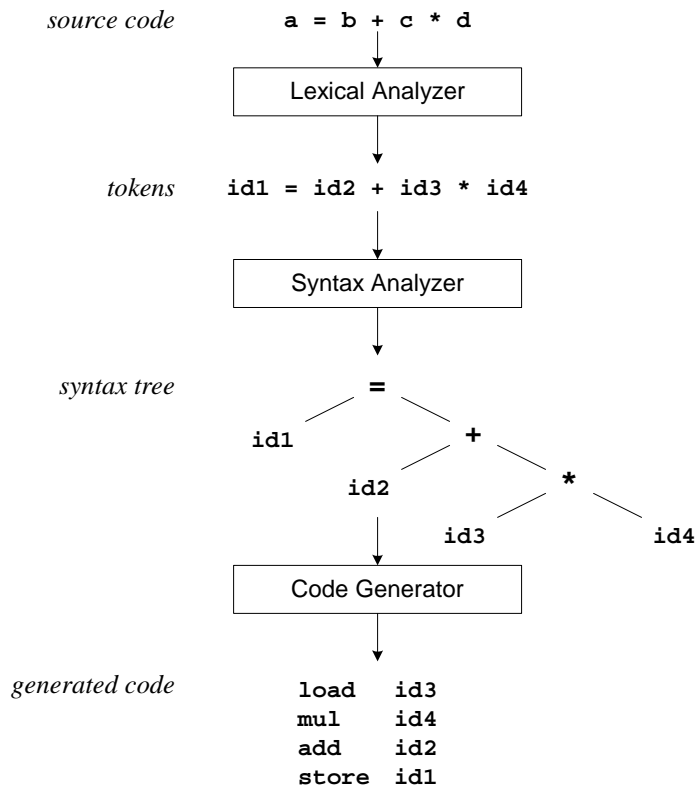 source code a = b + c * d
Lexical Analyzer
tokens id1 = id2 + id3 * id4
Syntax Analyzer
syntax tree =
id1 +
id2 *
id3 id4
Code Generator
generated code load id3
mul id4
add id2
store id1